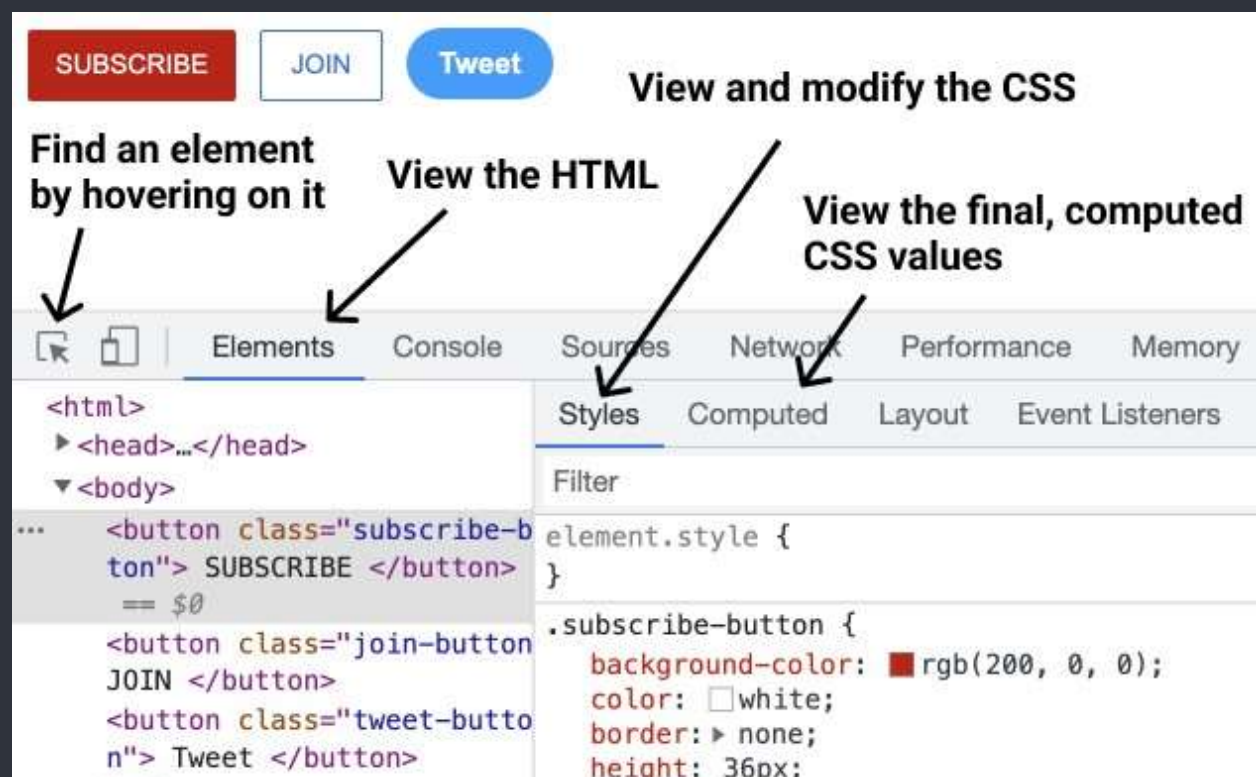 SUBSCRIBE JOIN Tweet
View and modify the CSS
Find an element
by hovering on it
View the HTML
View the final, computed
CSS values
Elements Console Sources Network Performance Memory
<html>
<head>…</head>
<body>
... <button class="subscribe-b
ton"> SUBSCRIBE </button>
== $0
<button class="join-button
JOIN </button>
<button class="tweet-butto
n"> Tweet </button>
Styles Computed Layout Event Listeners
Filter
element.style {
}
.subscribe-button {
background-color: rgb(200, 0, 0);
color: white;
border: none;
height: 36px;